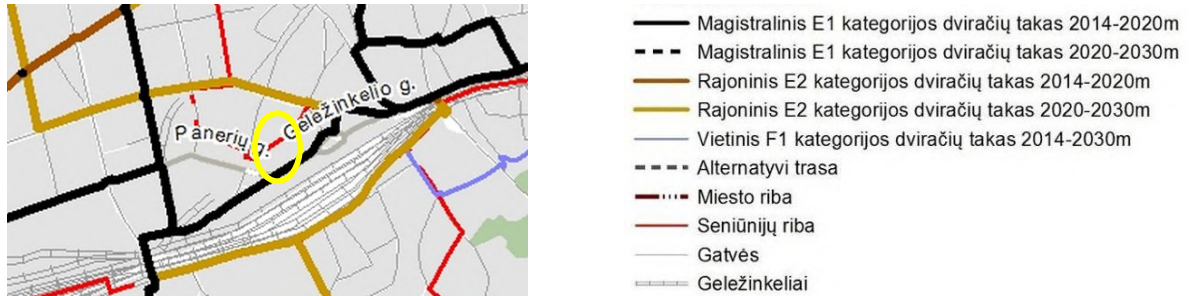 Geležinkelio g.
Panerių g.
Magistralinis E1 kategorijos dviračių takas 2014-2020m
Magistralinis E1 kategorijos dviračių takas 2020-2030m
Rajoninis E2 kategorijos dviračių takas 2014-2020m
Rajoninis E2 kategorijos dviračių takas 2020-2030m
Vietinis F1 kategorijos dviračių takas 2014-2030m
Alternatyvi trasa
Miesto riba
Seniūnijų riba
Gatvės
Geležinkeliai